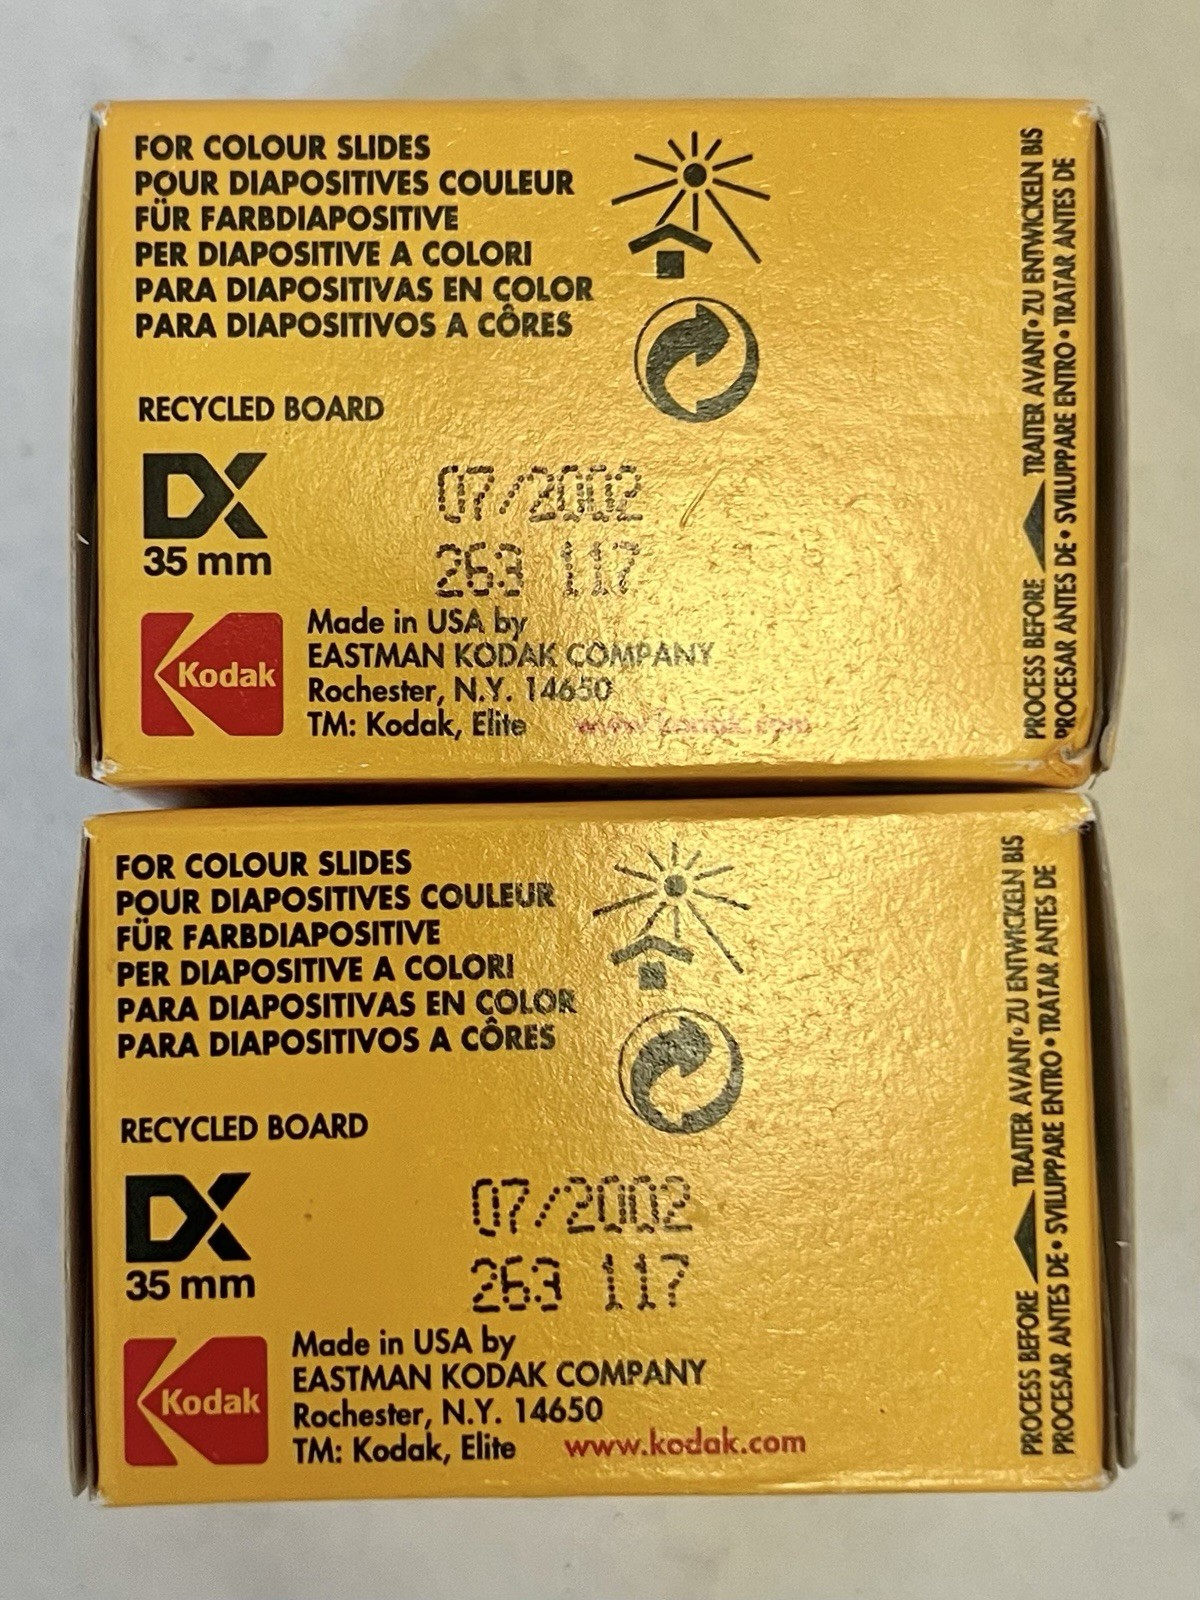 FOR COLOUR SLIDES
POUR DIAPOSITIVES COULEUR
FÜR FARBDIAPOSITIVE
PER DIAPOSITIVE A COLORI
PARA DIAPOSITIVAS EN COLOR
PARA DIAPOSITIVOS A CÔRES
RECYCLED BOARD
DX
35 mm
07/2002
263 117
Kodak
Made in USA by
EASTMAN KODAK COMPANY
Rochester, N.Y. 14650
TM: Kodak, Elite www.kodak.com
PROCESS BEFORE TRAITER AVANT • ZU ENTWICKELN BIS
PROCESAR ANTES DE • SVILUPPARE ENTRO • TRATAR ANTES DE
FOR COLOUR SLIDES
POUR DIAPOSITIVES COULEUR
FÜR FARBDIAPOSITIVE
PER DIAPOSITIVE A COLORI
PARA DIAPOSITIVAS EN COLOR
PARA DIAPOSITIVOS A CÔRES
RECYCLED BOARD
DX
35 mm
07/2002
263 117
Kodak
Made in USA by
EASTMAN KODAK COMPANY
Rochester, N.Y. 14650
TM: Kodak, Elite www.kodak.com
PROCESS BEFORE TRAITER AVANT • ZU ENTWICKELN BIS
PROCESAR ANTES DE • SVILUPPARE ENTRO • TRATAR ANTES DE